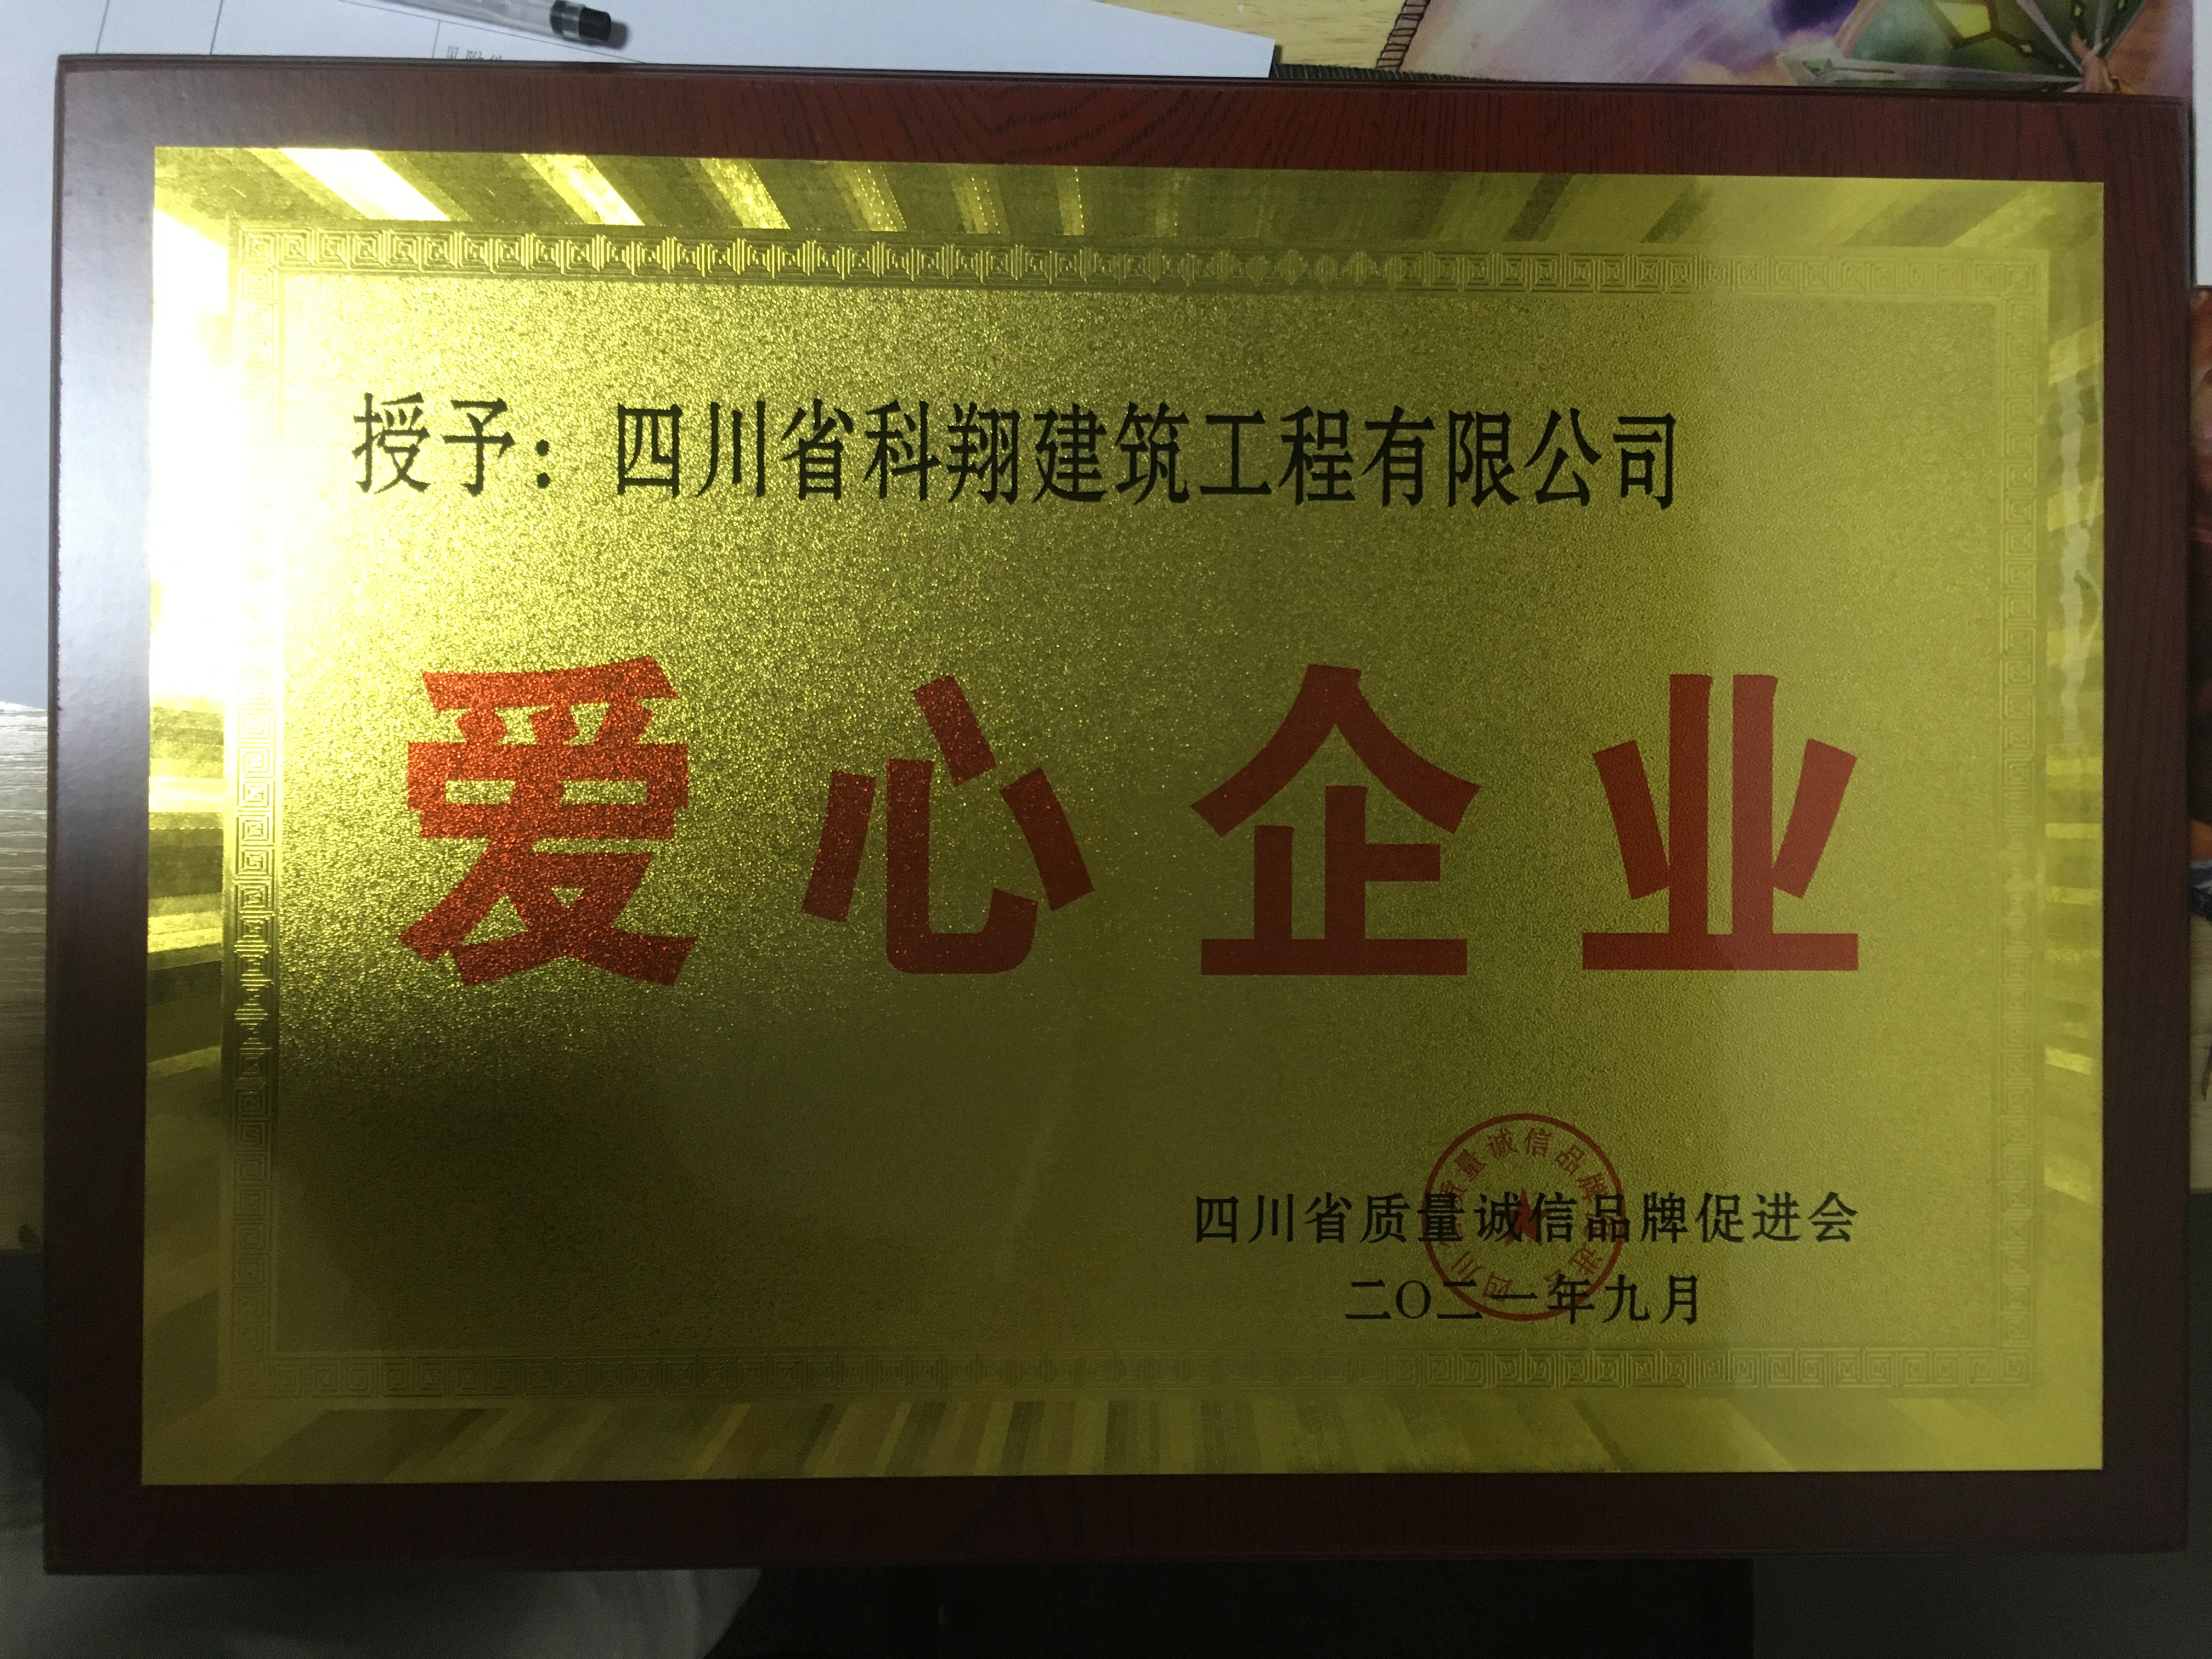 授予：四川省科翔建筑工程有限公司
爱心企业
四川省质量诚信品牌促进会
二〇二一年九月